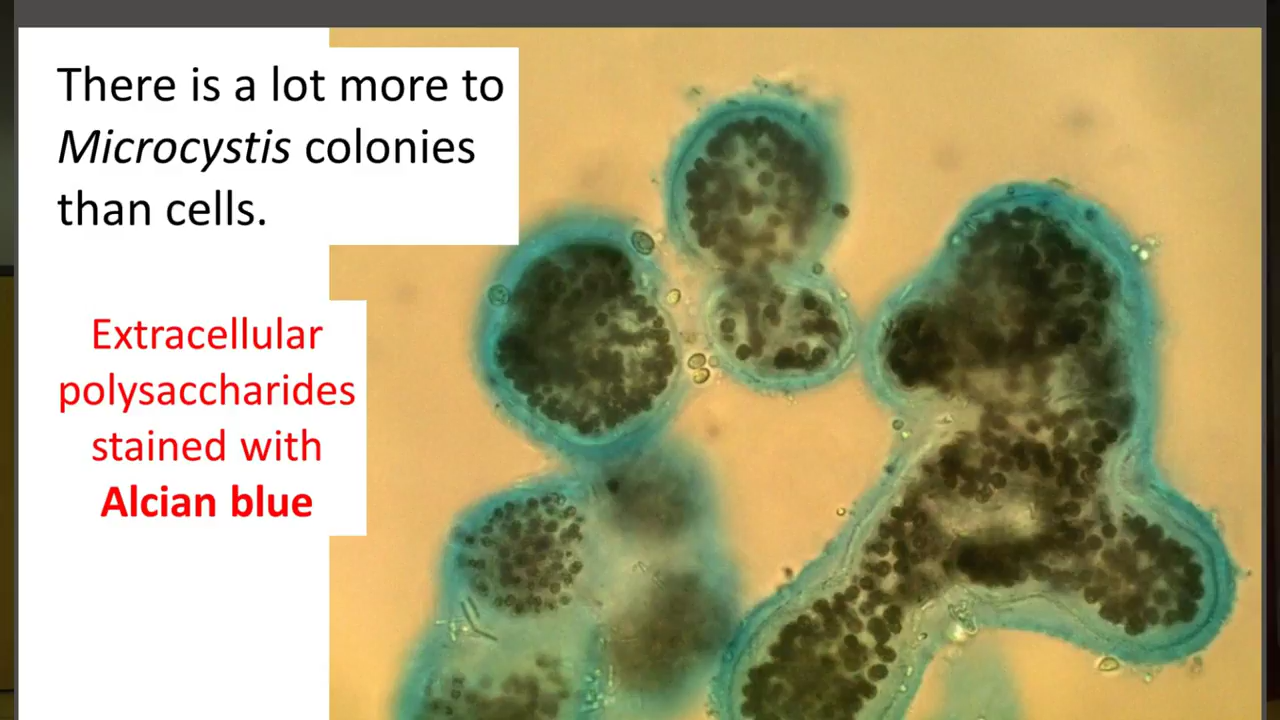 There is a lot more to
Microcystis colonies
than cells.
Extracellular
polysaccharides
stained with
Alcian blue